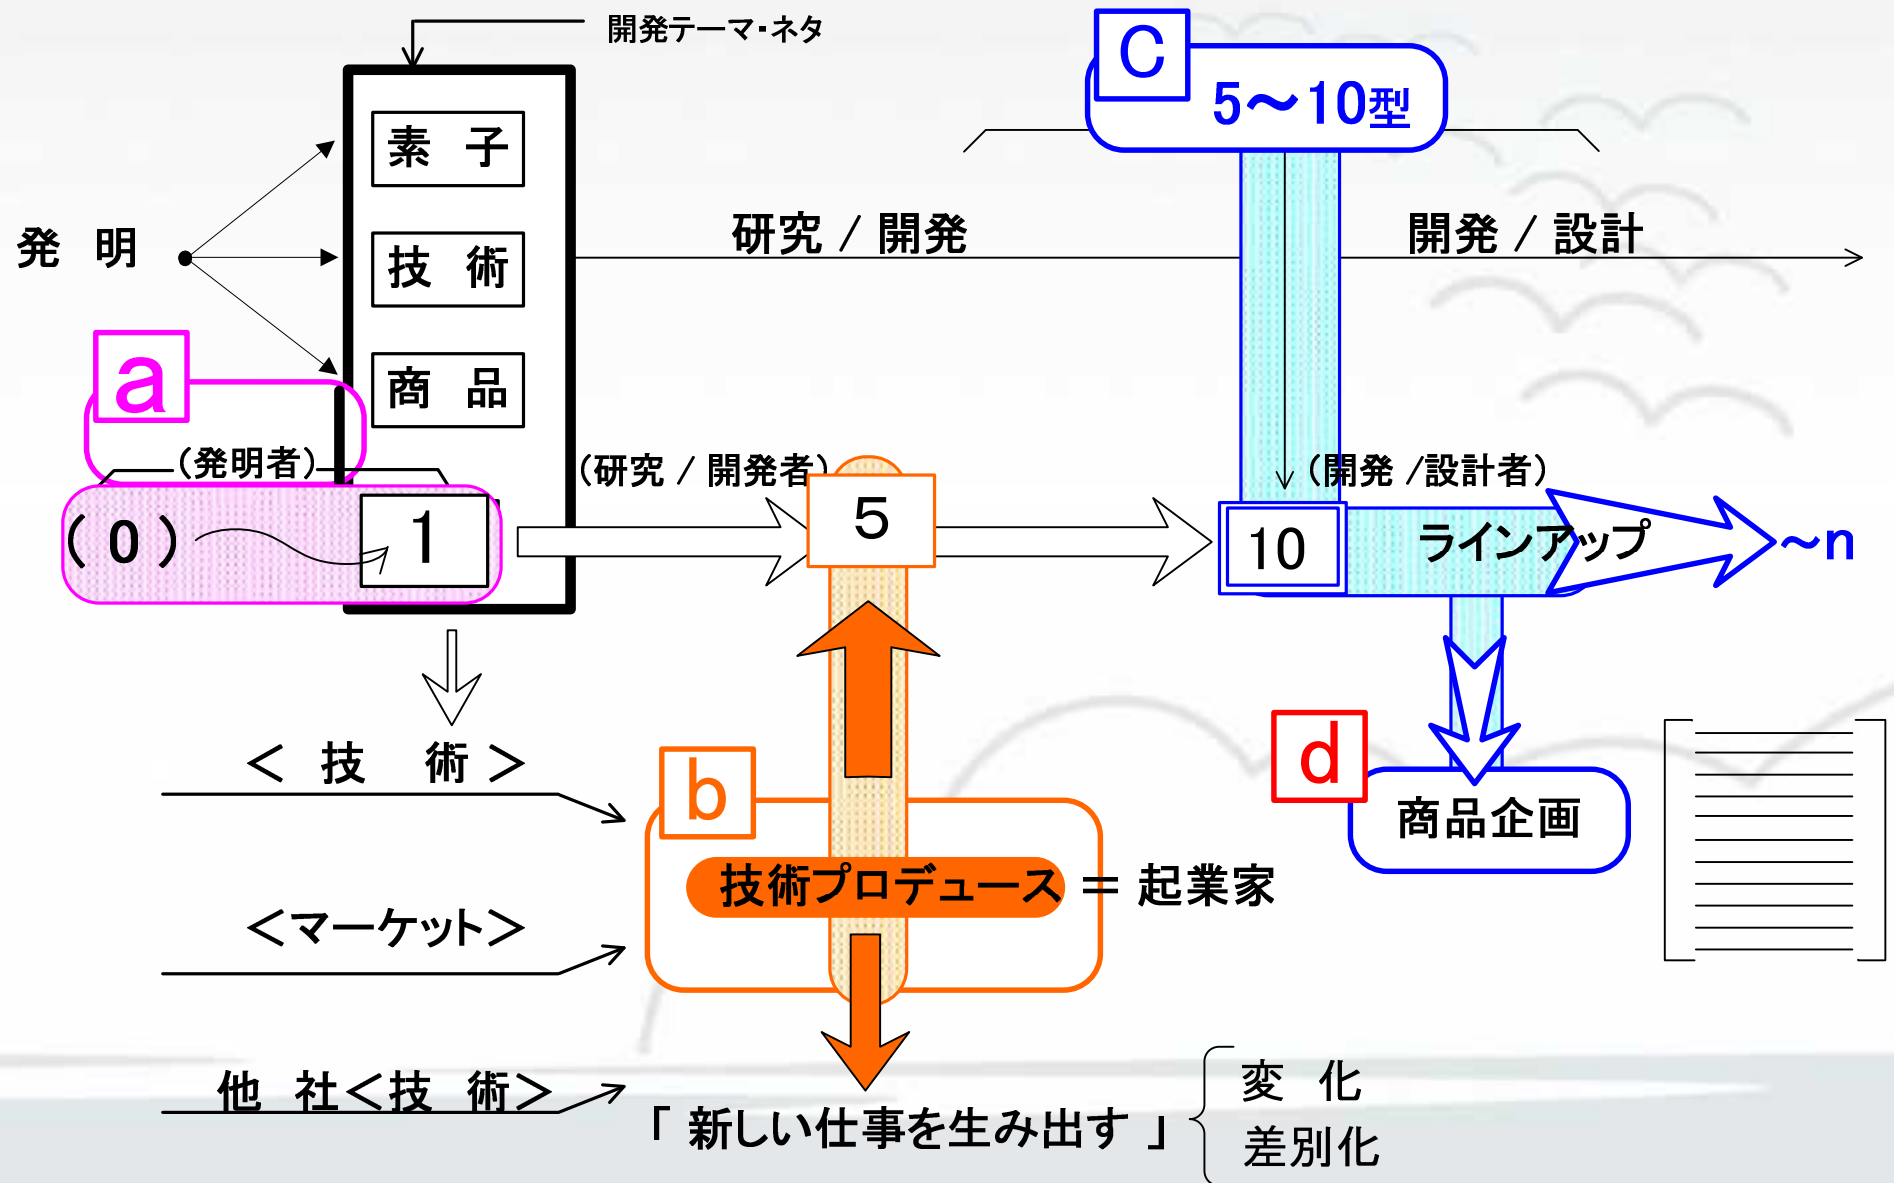 開発テーマ・ネタ
C
5～10型
素 子
発 明
研究 / 開発
開発 / 設計
技 術
a
商 品
(発明者)
(研究 / 開発者)
(開発 /設計者)
( 0 )
1
5
10
ラインアップ
～n
＜ 技 術 ＞
b
d
商品企画
技術プロデュース = 起業家
＜マーケット＞
他 社＜技 術＞
「 新しい仕事を生み出す 」
変 化
差別化